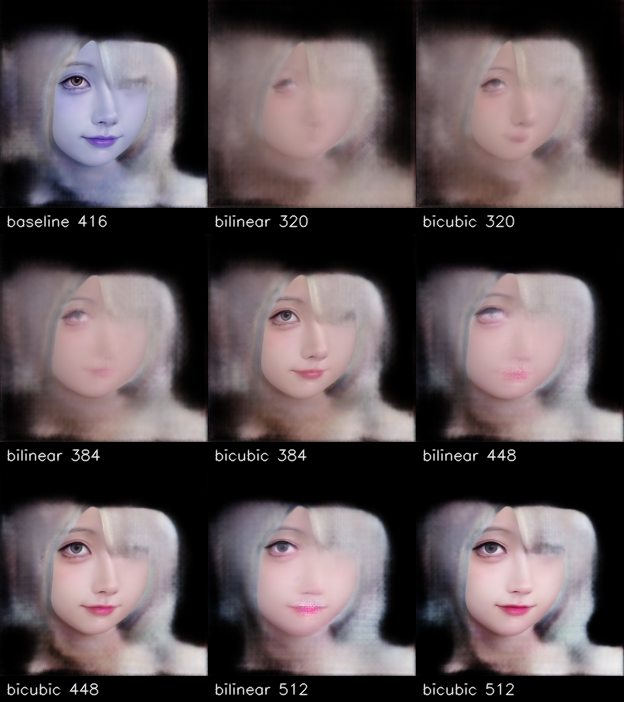 baseline 416
bilinear 320
bicubic 320
bilinear 384
bicubic 384
bilinear 448
bicubic 448
bilinear 512
bicubic 512